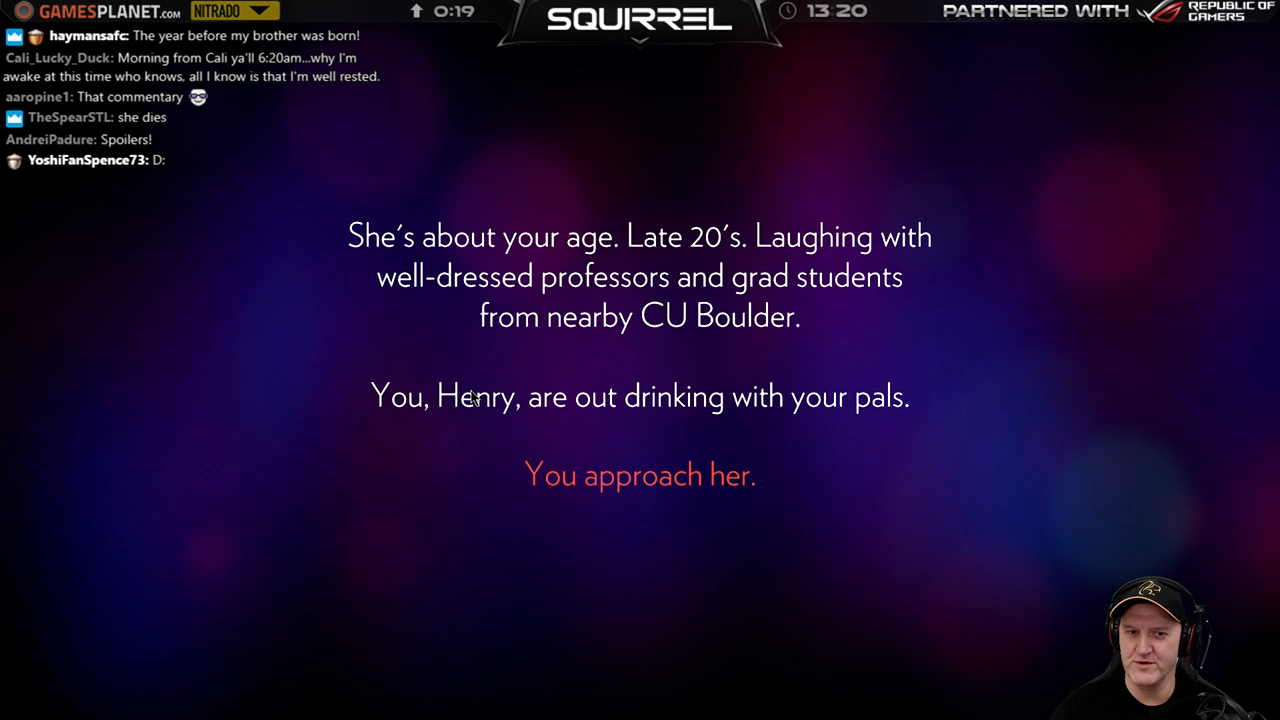 GAMESPLANET.COM NITRADO 0:19 SQUIRREL 13:20 PARTNERED WITH REPUBLIC OF GAMERS
haymansafc: The year before my brother was born!
Cali_Lucky_Duck: Morning from Cali ya'll 6:20am...why I'm
awake at this time who knows, all I know is that I'm well rested.
aaropine1: That commentary
TheSpearSTL: she dies
AndreiPadure: Spoilers!
YoshiFanSpence73: D:
She's about your age. Late 20's. Laughing with
well-dressed professors and grad students
from nearby CU Boulder.
You, Henry, are out drinking with your pals.
You approach her.